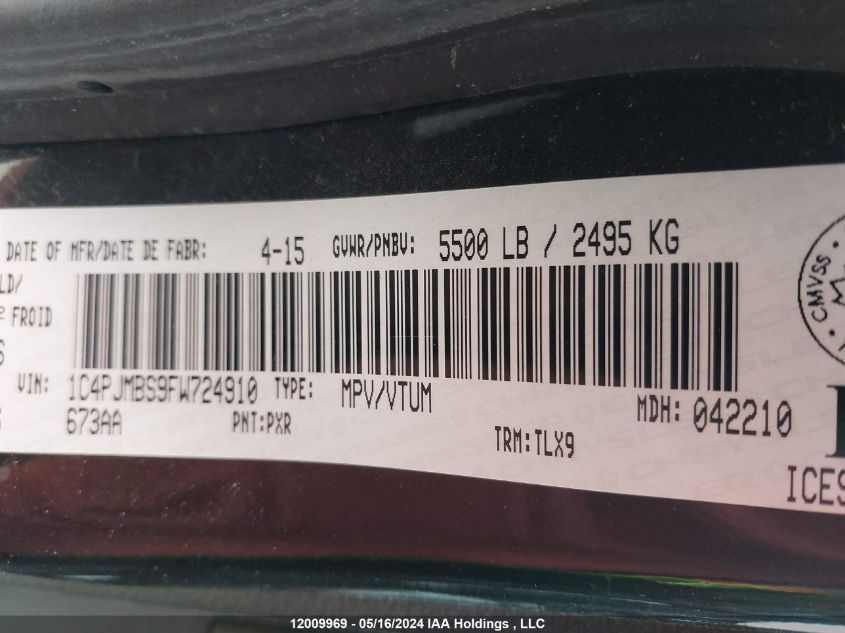 DATE OF MFR/DATE DE FABR: 4-15 GVWR/PNBV: 5500 LB / 2495 KG
LD/
FROID
VIN: 1C4PJMBS9FW724910 TYPE: MPV/VTUM MDH: 042210
673AA PNT:PXR TRM:TLX9
CMVSS
ICES
12009969 - 05/16/2024 IAA Holdings , LLC